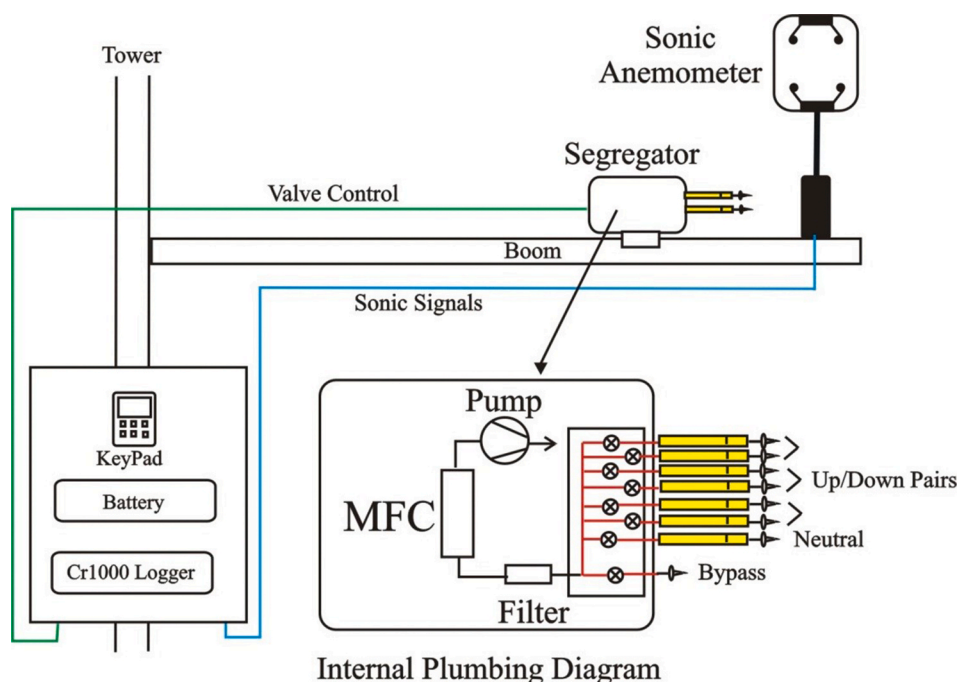 Tower
Sonic
Anemometer
Segregator
Valve Control
Boom
Sonic Signals
KeyPad
Battery
Cr1000 Logger
Pump
MFC
Filter
Up/Down Pairs
Neutral
Bypass
Internal Plumbing Diagram